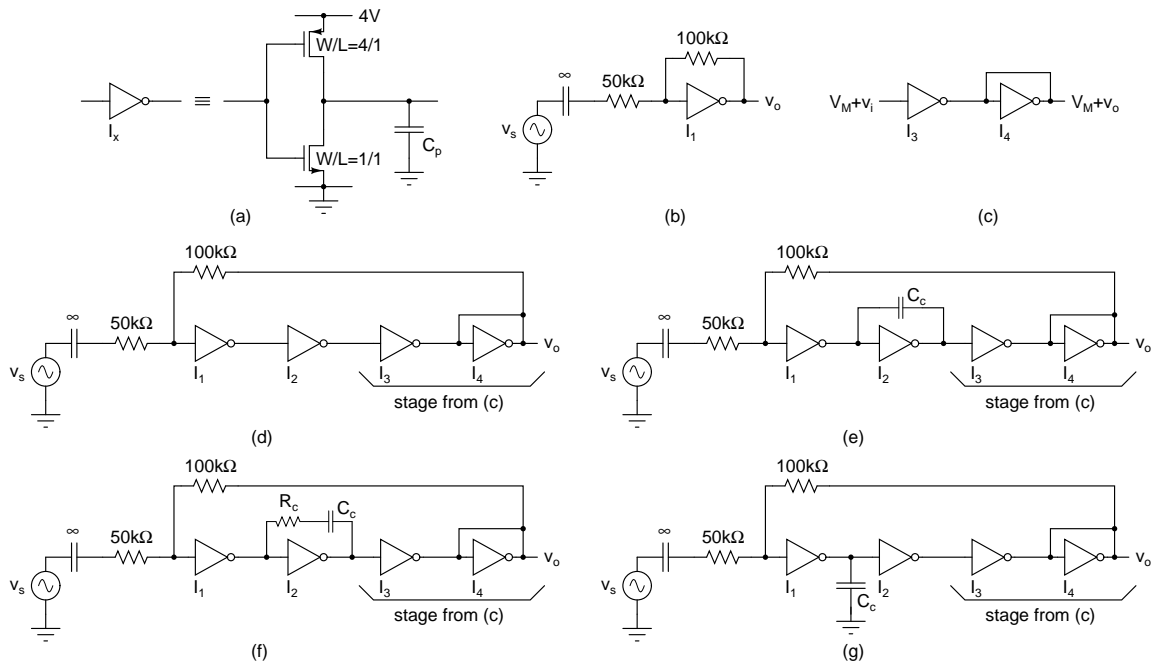 4V
W/L=4/1
I_x
≡
C_p
W/L=1/1
(a)
100kΩ
∞
50kΩ
v_s
I_1
v_o
(b)
V_M+v_i
I_3
I_4
V_M+v_o
(c)
100kΩ
∞
50kΩ
v_s
I_1
I_2
I_3
I_4
v_o
stage from (c)
(d)
100kΩ
C_c
∞
50kΩ
v_s
I_1
I_2
I_3
I_4
v_o
stage from (c)
(e)
100kΩ
R_c
C_c
∞
50kΩ
v_s
I_1
I_2
I_3
I_4
v_o
stage from (c)
(f)
100kΩ
∞
50kΩ
v_s
I_1
C_c
I_2
I_3
I_4
v_o
stage from (c)
(g)